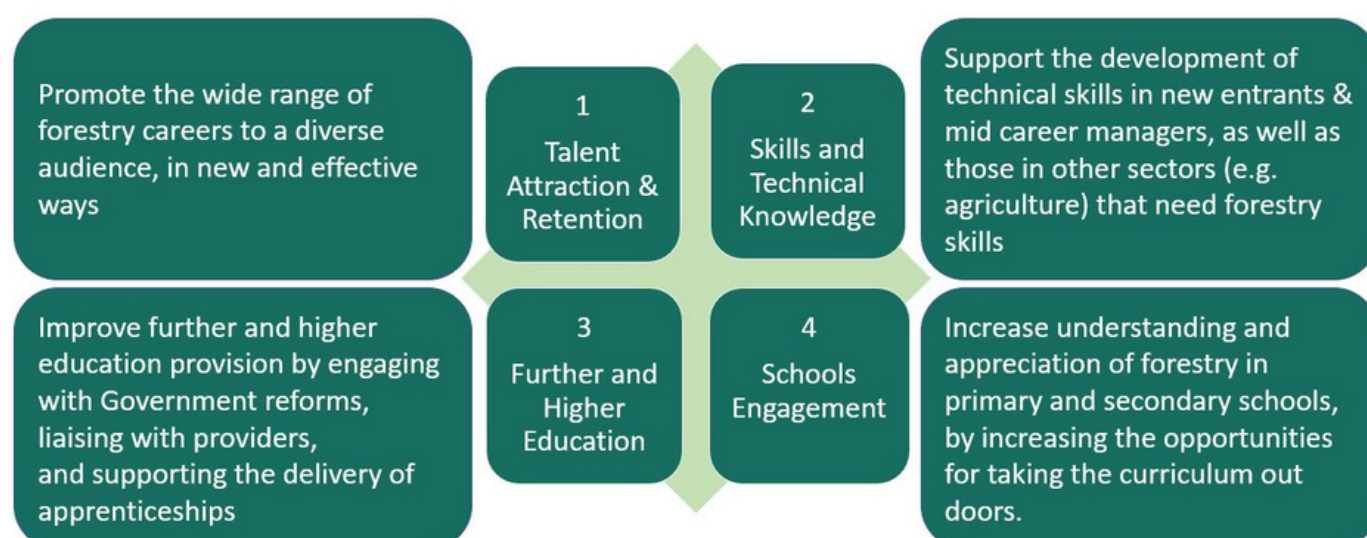 Promote the wide range of
forestry careers to a diverse
audience, in new and effective
ways
1
Talent
Attraction &
Retention
2
Skills and
Technical
Knowledge
Support the development of
technical skills in new entrants &
mid career managers, as well as
those in other sectors (e.g.
agriculture) that need forestry
skills
Improve further and higher
education provision by engaging
with Government reforms,
liaising with providers,
and supporting the delivery of
apprenticeships
3
Further and
Higher
Education
4
Schools
Engagement
Increase understanding and
appreciation of forestry in
primary and secondary schools,
by increasing the opportunities
for taking the curriculum out
doors.